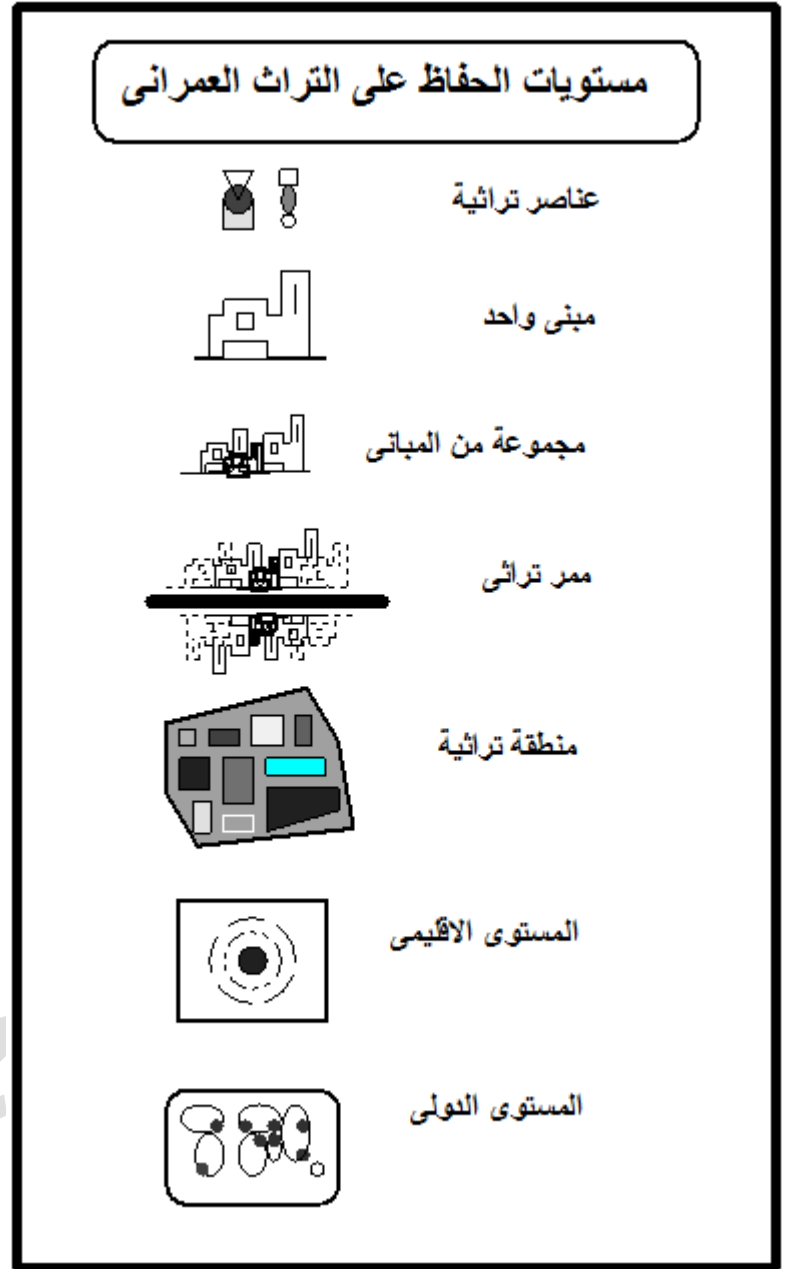 مستويات الحفاظ على التراث العمرانى
عناصر تراثية
مبنى واحد
مجموعة من المبانى
ممر تراثى
منطقة تراثية
المستوى الاقليمى
المستوى الدولى